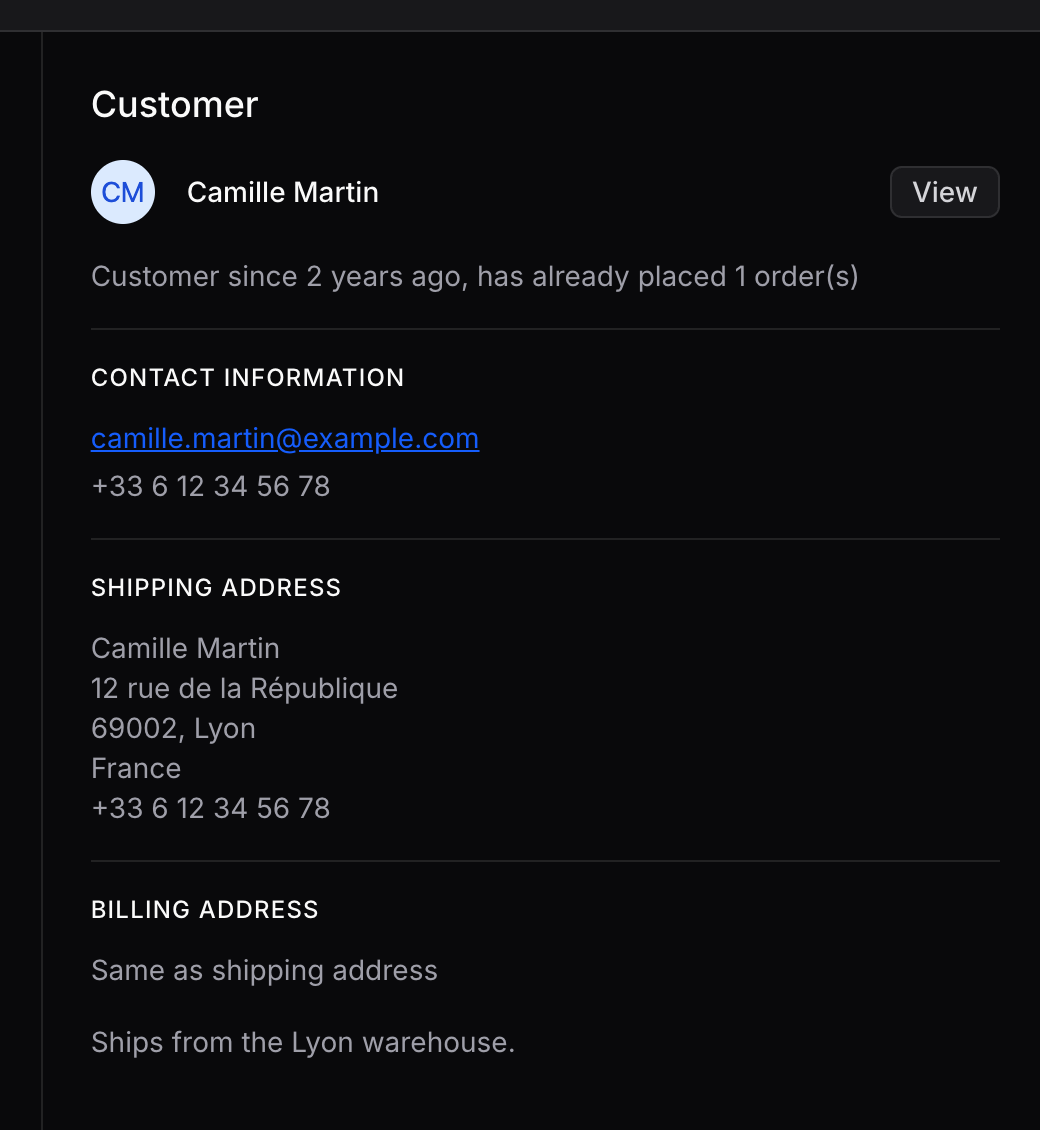 Customer
CM
Camille Martin
View
Customer since 2 years ago, has already placed 1 order(s)
CONTACT INFORMATION
camille.martin@example.com
+33 6 12 34 56 78
SHIPPING ADDRESS
Camille Martin
12 rue de la République
69002, Lyon
France
+33 6 12 34 56 78
BILLING ADDRESS
Same as shipping address
Ships from the Lyon warehouse.